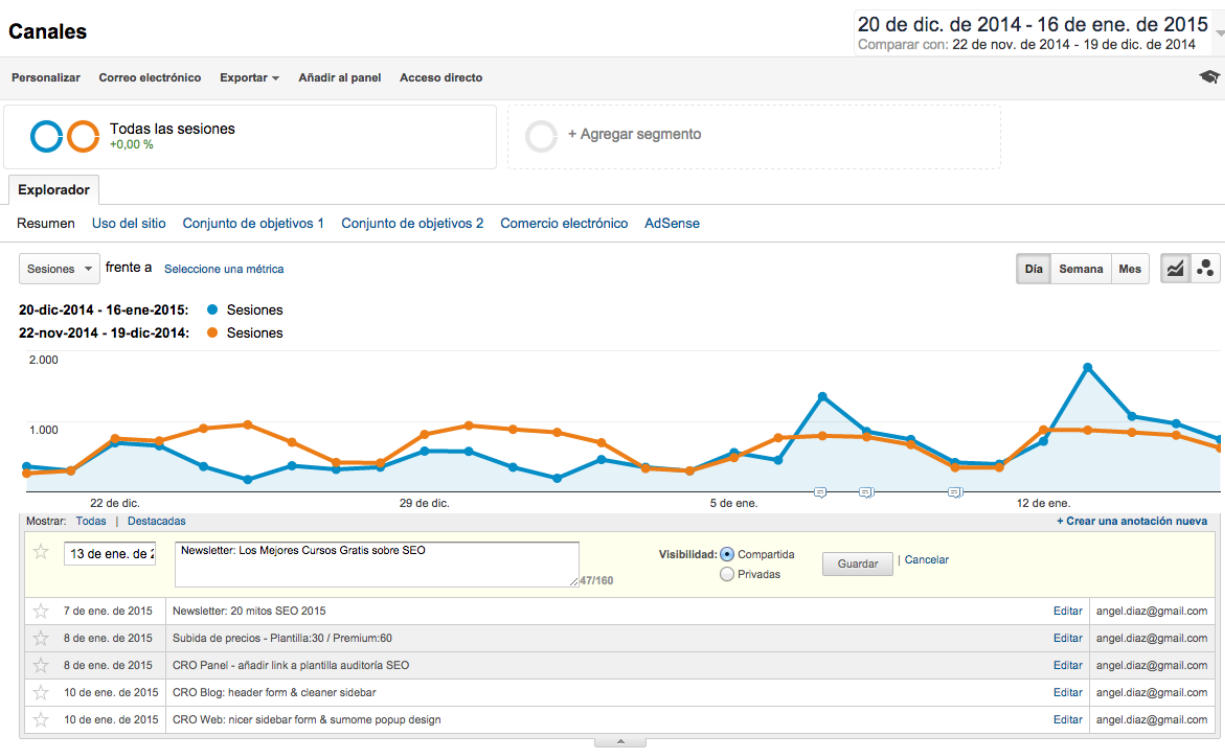 Canales
20 de dic. de 2014 - 16 de ene. de 2015
Comparar con: 22 de nov. de 2014 - 19 de dic. de 2014
Personalizar Correo electrónico Exportar Añadir al panel Acceso directo
Todas las sesiones
+0,00 %
+ Agregar segmento
Explorador
Resumen Uso del sitio Conjunto de objetivos 1 Conjunto de objetivos 2 Comercio electrónico AdSense
Sesiones frente a Seleccione una métrica
Día Semana Mes
20-dic-2014 - 16-ene-2015: Sesiones
22-nov-2014 - 19-dic-2014: Sesiones
2.000
1.000
22 de dic. 29 de dic. 5 de ene. 12 de ene.
Mostrar: Todas | Destacadas + Crear una anotación nueva
13 de ene. de 2 Newsletter: Los Mejores Cursos Gratis sobre SEO 47/160 Visibilidad: Compartida Privadas Guardar | Cancelar
7 de ene. de 2015 Newsletter: 20 mitos SEO 2015 Editar angel.diaz@gmail.com
8 de ene. de 2015 Subida de precios - Plantilla:30 / Premium:60 Editar angel.diaz@gmail.com
8 de ene. de 2015 CRO Panel - añadir link a plantilla auditoría SEO Editar angel.diaz@gmail.com
10 de ene. de 2015 CRO Blog: header form & cleaner sidebar Editar angel.diaz@gmail.com
10 de ene. de 2015 CRO Web: nicer sidebar form & sumome popup design Editar angel.diaz@gmail.com